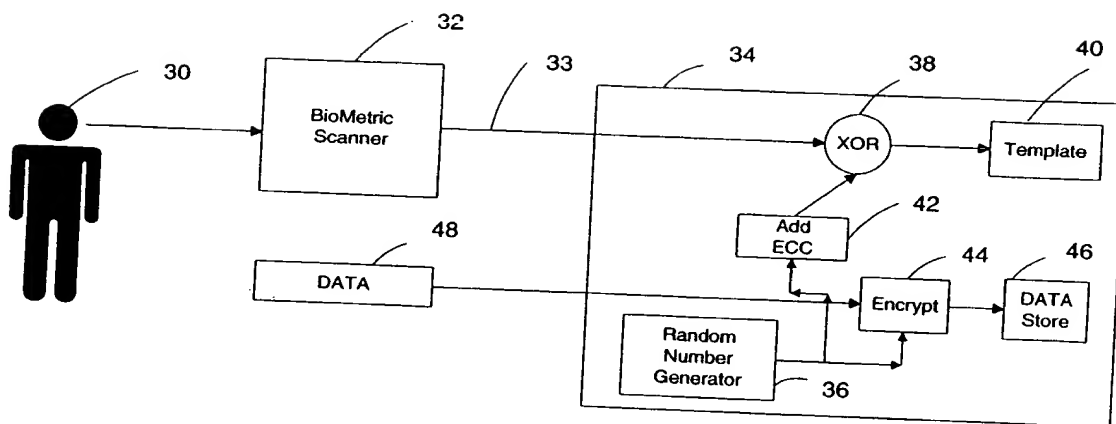 32
40
34
38
30
33
BioMetric
Scanner
XOR
Template
42
Add
ECC
48
44
46
DATA
Encrypt
DATA
Store
Random
Number
Generator
36